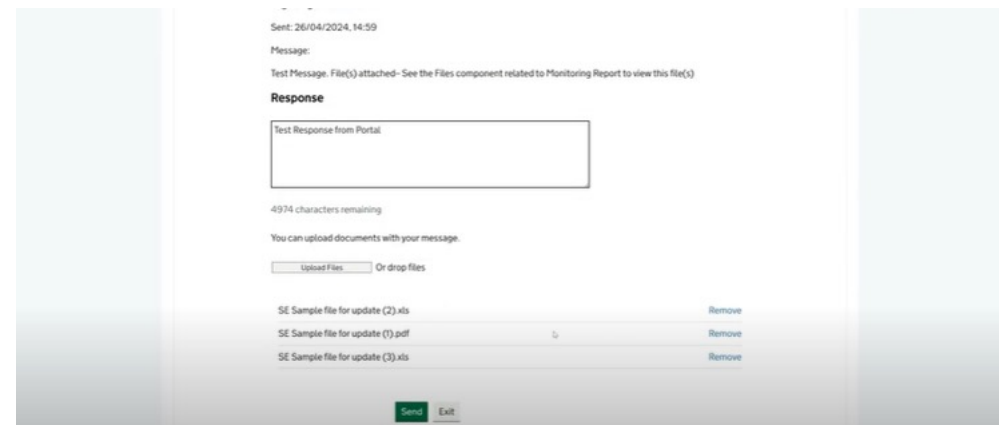 Sent: 26/04/2024, 14:59
Message:
Test Message. File(s) attached- See the Files component related to Monitoring Report to view this file(s)
Response
Test Response from Portal
4974 characters remaining
You can upload documents with your message.
Upload Files Or drop files
SE Sample file for update (2).xls Remove
SE Sample file for update (1).pdf Remove
SE Sample file for update (3).xls Remove
Send Exit